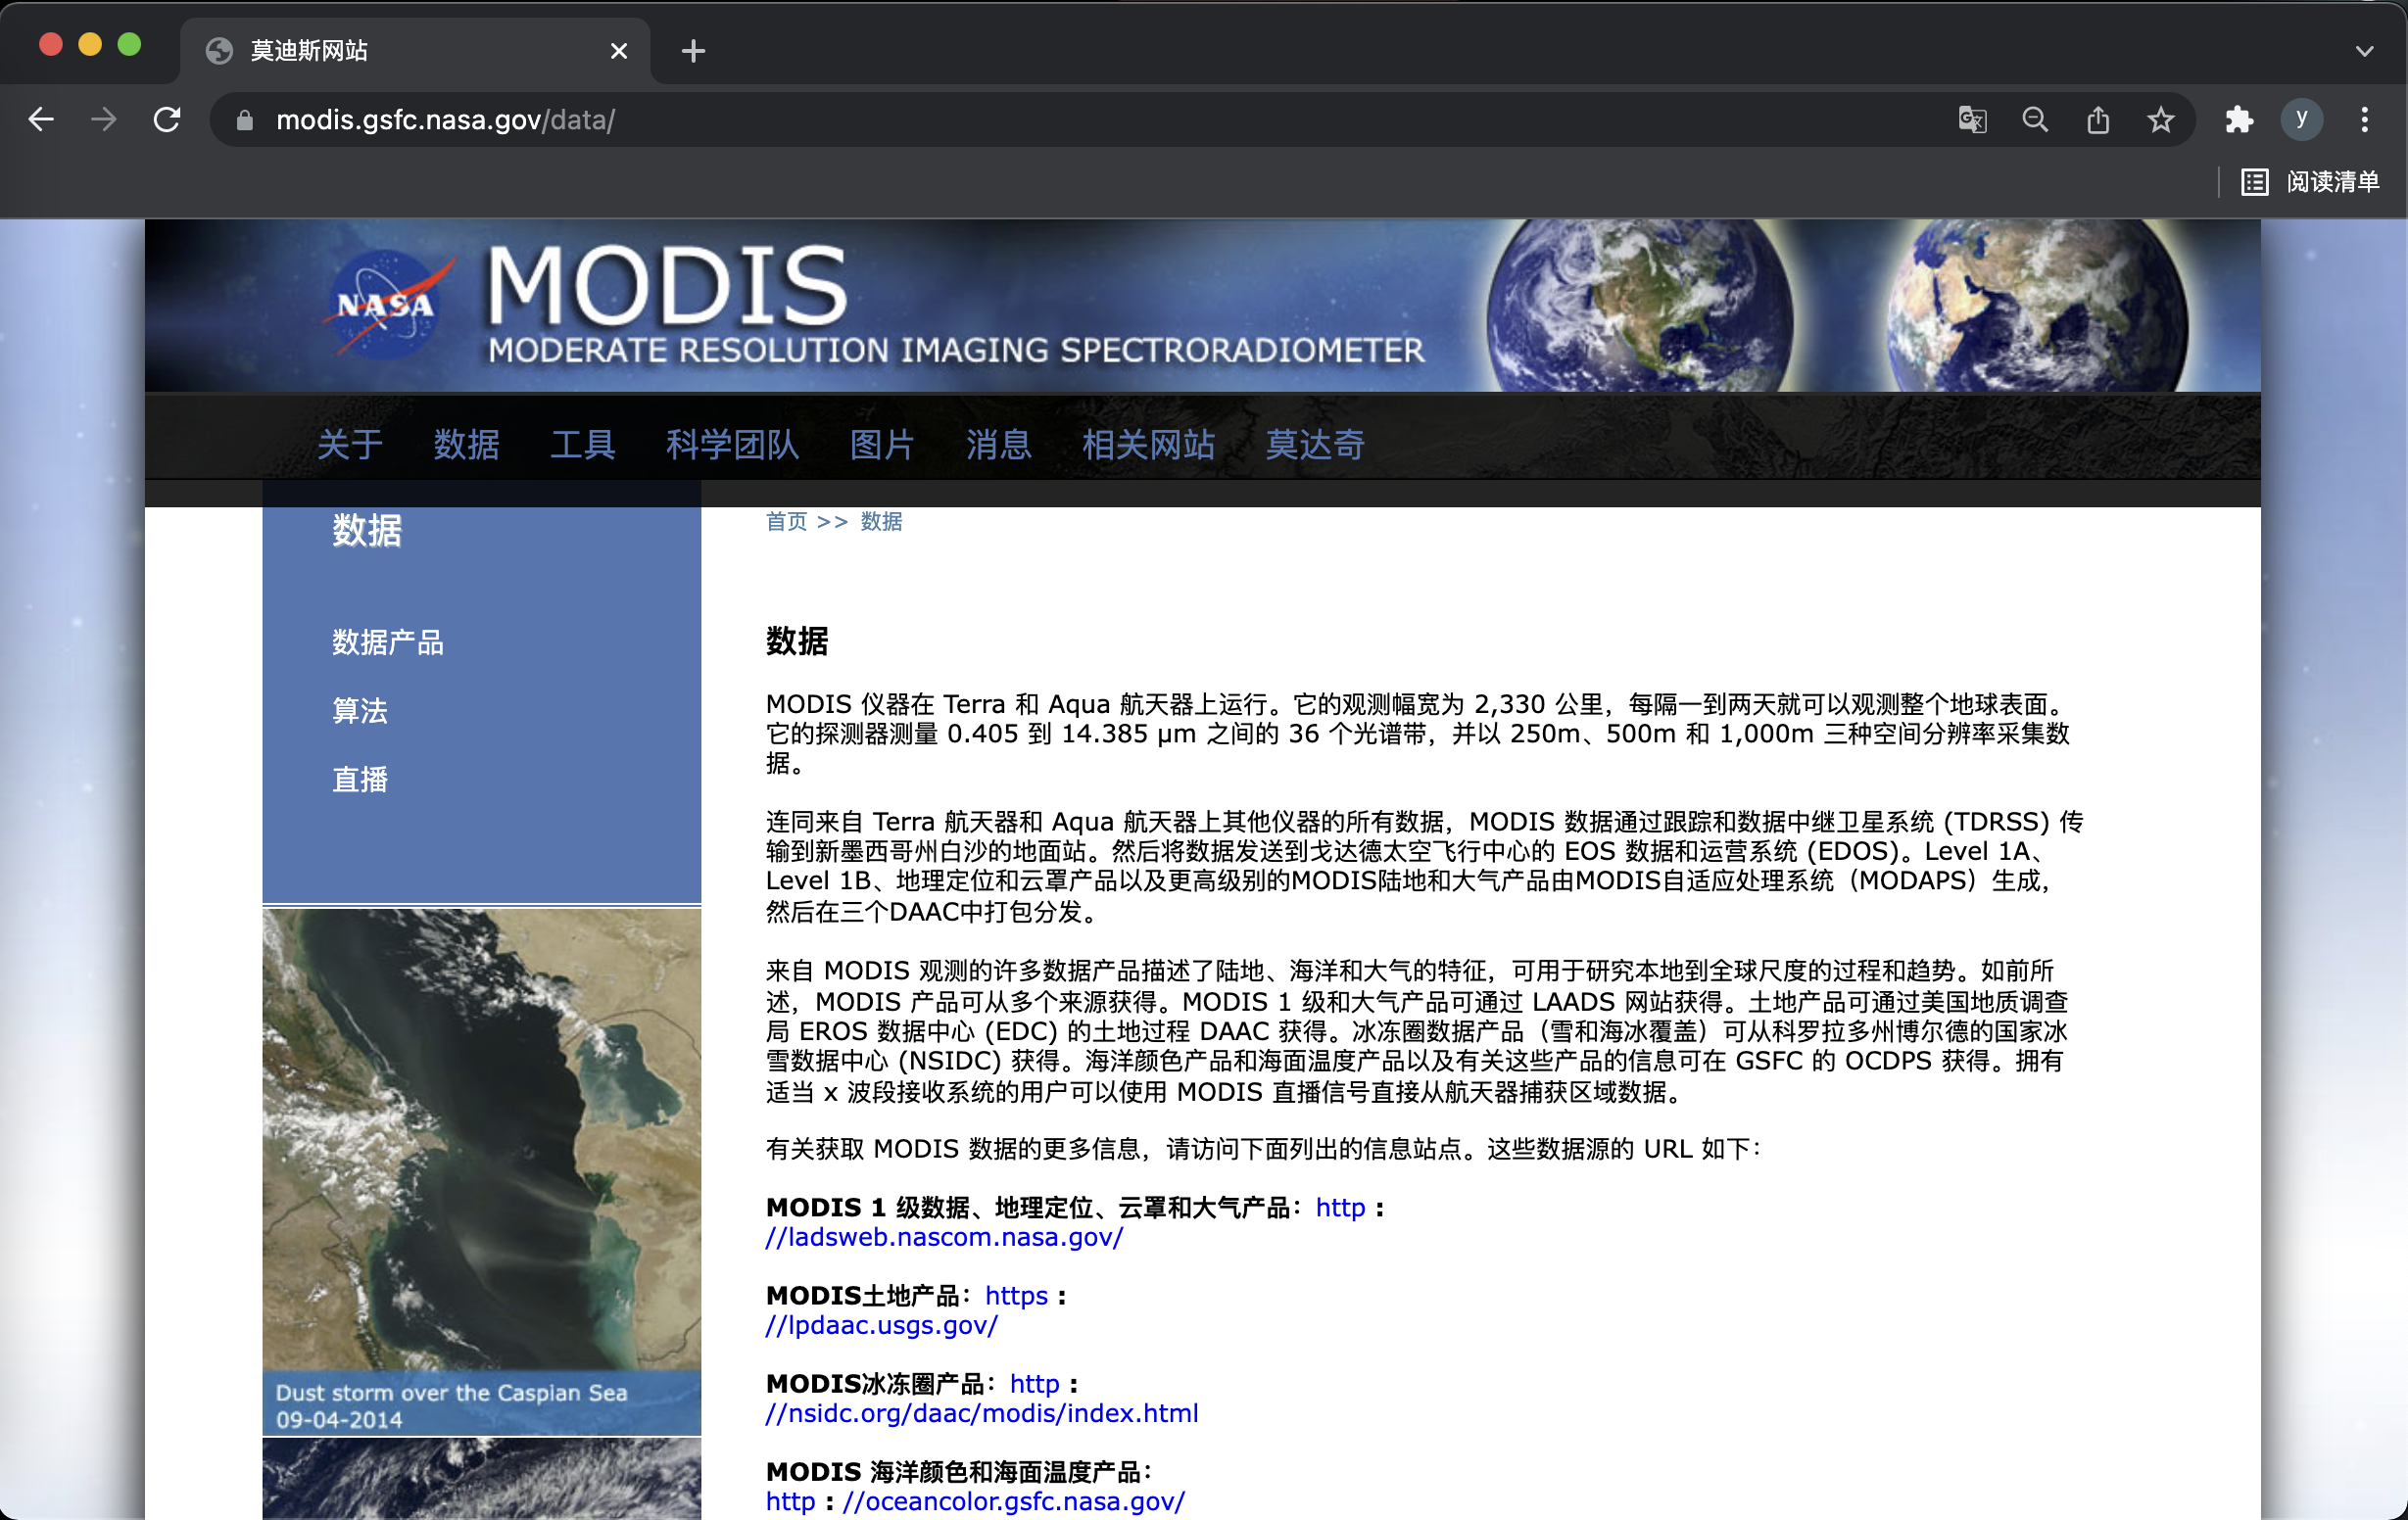 莫迪斯网站
modis.gsfc.nasa.gov/data/
y
阅读清单
NASA
MODIS
MODERATE RESOLUTION IMAGING SPECTRORADIOMETER
关于 数据 工具 科学团队 图片 消息 相关网站 莫达奇
数据
数据产品
算法
直播
Dust storm over the Caspian Sea
09-04-2014
首页 >> 数据
数据
MODIS 仪器在 Terra 和 Aqua 航天器上运行。它的观测幅宽为 2,330 公里，每隔一到两天就可以观测整个地球表面。
它的探测器测量 0.405 到 14.385 µm 之间的 36 个光谱带，并以 250m、500m 和 1,000m 三种空间分辨率采集数
据。
连同来自 Terra 航天器和 Aqua 航天器上其他仪器的所有数据，MODIS 数据通过跟踪和数据中继卫星系统 (TDRSS) 传
输到新墨西哥州白沙的地面站。然后将数据发送到戈达德太空飞行中心的 EOS 数据和运营系统 (EDOS)。Level 1A、
Level 1B、地理定位和云罩产品以及更高级别的MODIS陆地和大气产品由MODIS自适应处理系统（MODAPS）生成，
然后在三个DAAC中打包分发。
来自 MODIS 观测的许多数据产品描述了陆地、海洋和大气的特征，可用于研究本地到全球尺度的过程和趋势。如前所
述，MODIS 产品可从多个来源获得。MODIS 1 级和大气产品可通过 LAADS 网站获得。土地产品可通过美国地质调查
局 EROS 数据中心 (EDC) 的土地过程 DAAC 获得。冰冻圈数据产品（雪和海冰覆盖）可从科罗拉多州博尔德的国家冰
雪数据中心 (NSIDC) 获得。海洋颜色产品和海面温度产品以及有关这些产品的信息可在 GSFC 的 OCDPS 获得。拥有
适当 x 波段接收系统的用户可以使用 MODIS 直播信号直接从航天器捕获区域数据。
有关获取 MODIS 数据的更多信息，请访问下面列出的信息站点。这些数据源的 URL 如下：
MODIS 1 级数据、地理定位、云罩和大气产品：http：
//ladsweb.nascom.nasa.gov/
MODIS土地产品：https：
//lpdaac.usgs.gov/
MODIS冰冻圈产品：http：
//nsidc.org/daac/modis/index.html
MODIS 海洋颜色和海面温度产品：
http：//oceancolor.gsfc.nasa.gov/